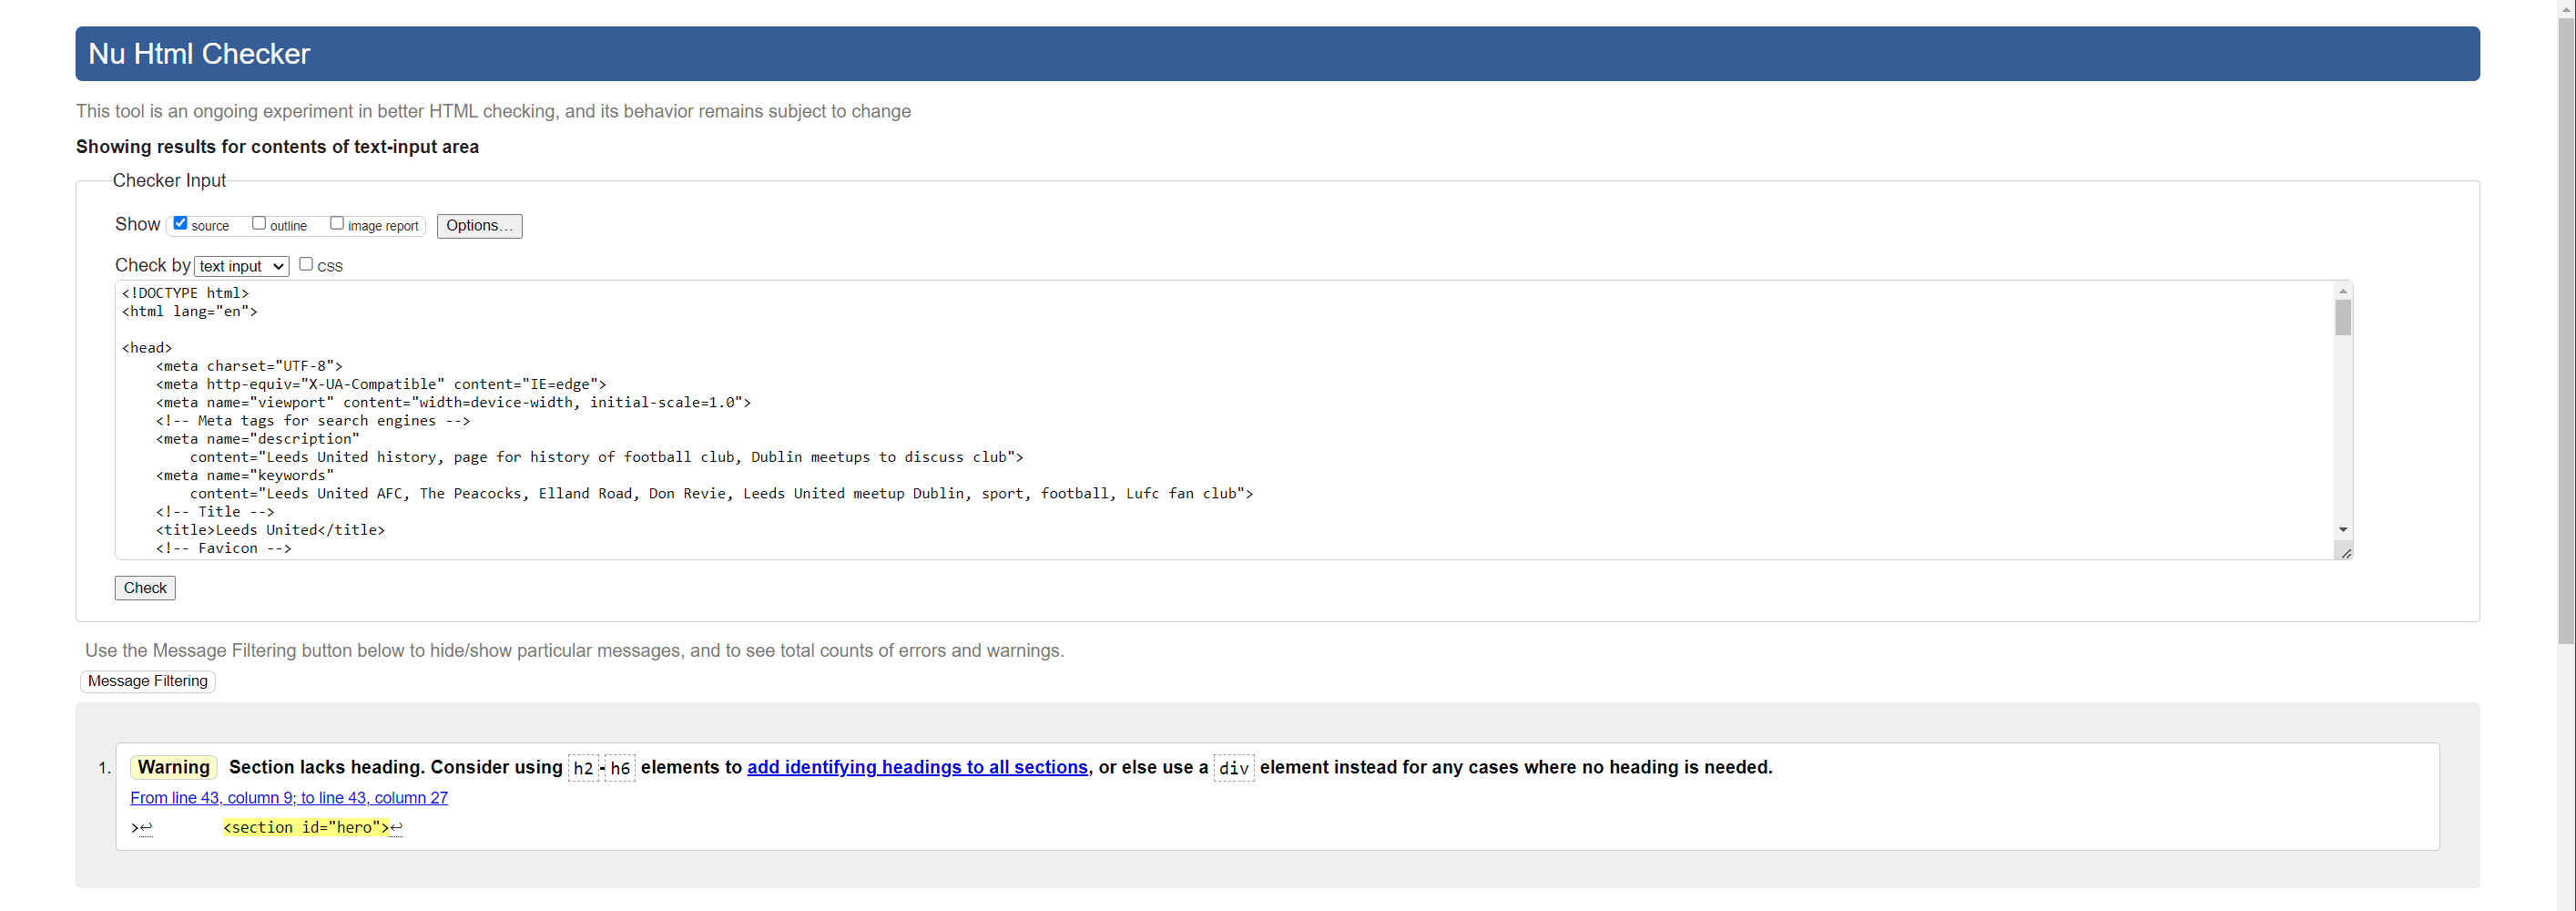 Nu Html Checker
This tool is an ongoing experiment in better HTML checking, and its behavior remains subject to change
Showing results for contents of text-input area
Checker Input
Show source outline image report Options...
Check by text input CSS
<!DOCTYPE html>
<html lang="en">
<head>
<meta charset="UTF-8">
<meta http-equiv="X-UA-Compatible" content="IE=edge">
<meta name="viewport" content="width=device-width, initial-scale=1.0">
<!-- Meta tags for search engines -->
<meta name="description"
content="Leeds United history, page for history of football club, Dublin meetups to discuss club">
<meta name="keywords"
content="Leeds United AFC, The Peacocks, Elland Road, Don Revie, Leeds United meetup Dublin, sport, football, Lufc fan club">
<!-- Title -->
<title>Leeds United</title>
<!-- Favicon -->
Check
Use the Message Filtering button below to hide/show particular messages, and to see total counts of errors and warnings.
Message Filtering
1. Warning Section lacks heading. Consider using h2-h6 elements to add identifying headings to all sections, or else use a div element instead for any cases where no heading is needed.
From line 43, column 9; to line 43, column 27
>↩ <section id="hero">↩